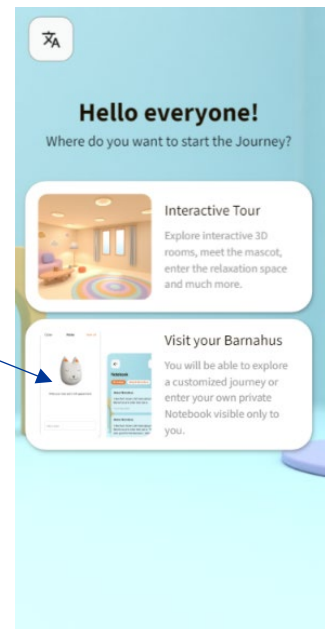 Hello everyone!
Where do you want to start the Journey?
Interactive Tour
Explore interactive 3D
rooms, meet the mascot,
enter the relaxation space
and much more.
Visit your Barnahus
You will be able to explore
a customized journey or
enter your own private
Notebook visible only to
you.
Notebook